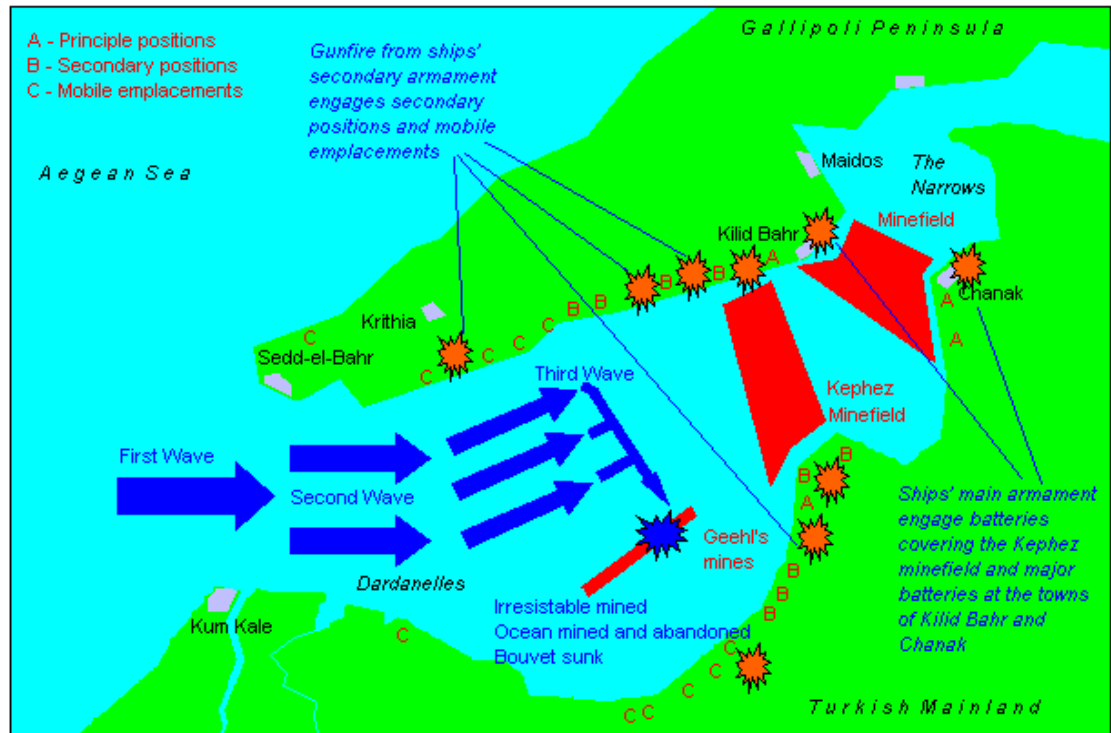 A - Principle positions
B - Secondary positions
C - Mobile emplacements
Gunfire from ships'
secondary armament
engages secondary
positions and mobile
emplacements
Gallipoli Peninsula
Aegean Sea
Maidos
The
Narrows
Minefield
Kilid Bahr
A
B
B
B
B
C
C
C
C
C
Chanak
A
A
Krithia
Sedd-el-Bahr
Third Wave
Kephez
Minefield
First Wave
Second Wave
Geehl's
mines
Dardanelles
Kum Kale
Irresistable mined
Ocean mined and abandoned
Bouvet sunk
B
B
A
B
B
B
C
C
C
C
C
C
Ships' main armament
engage batteries
covering the Kephez
minefield and major
batteries at the towns
of Kilid Bahr and
Chanak
Turkish Mainland